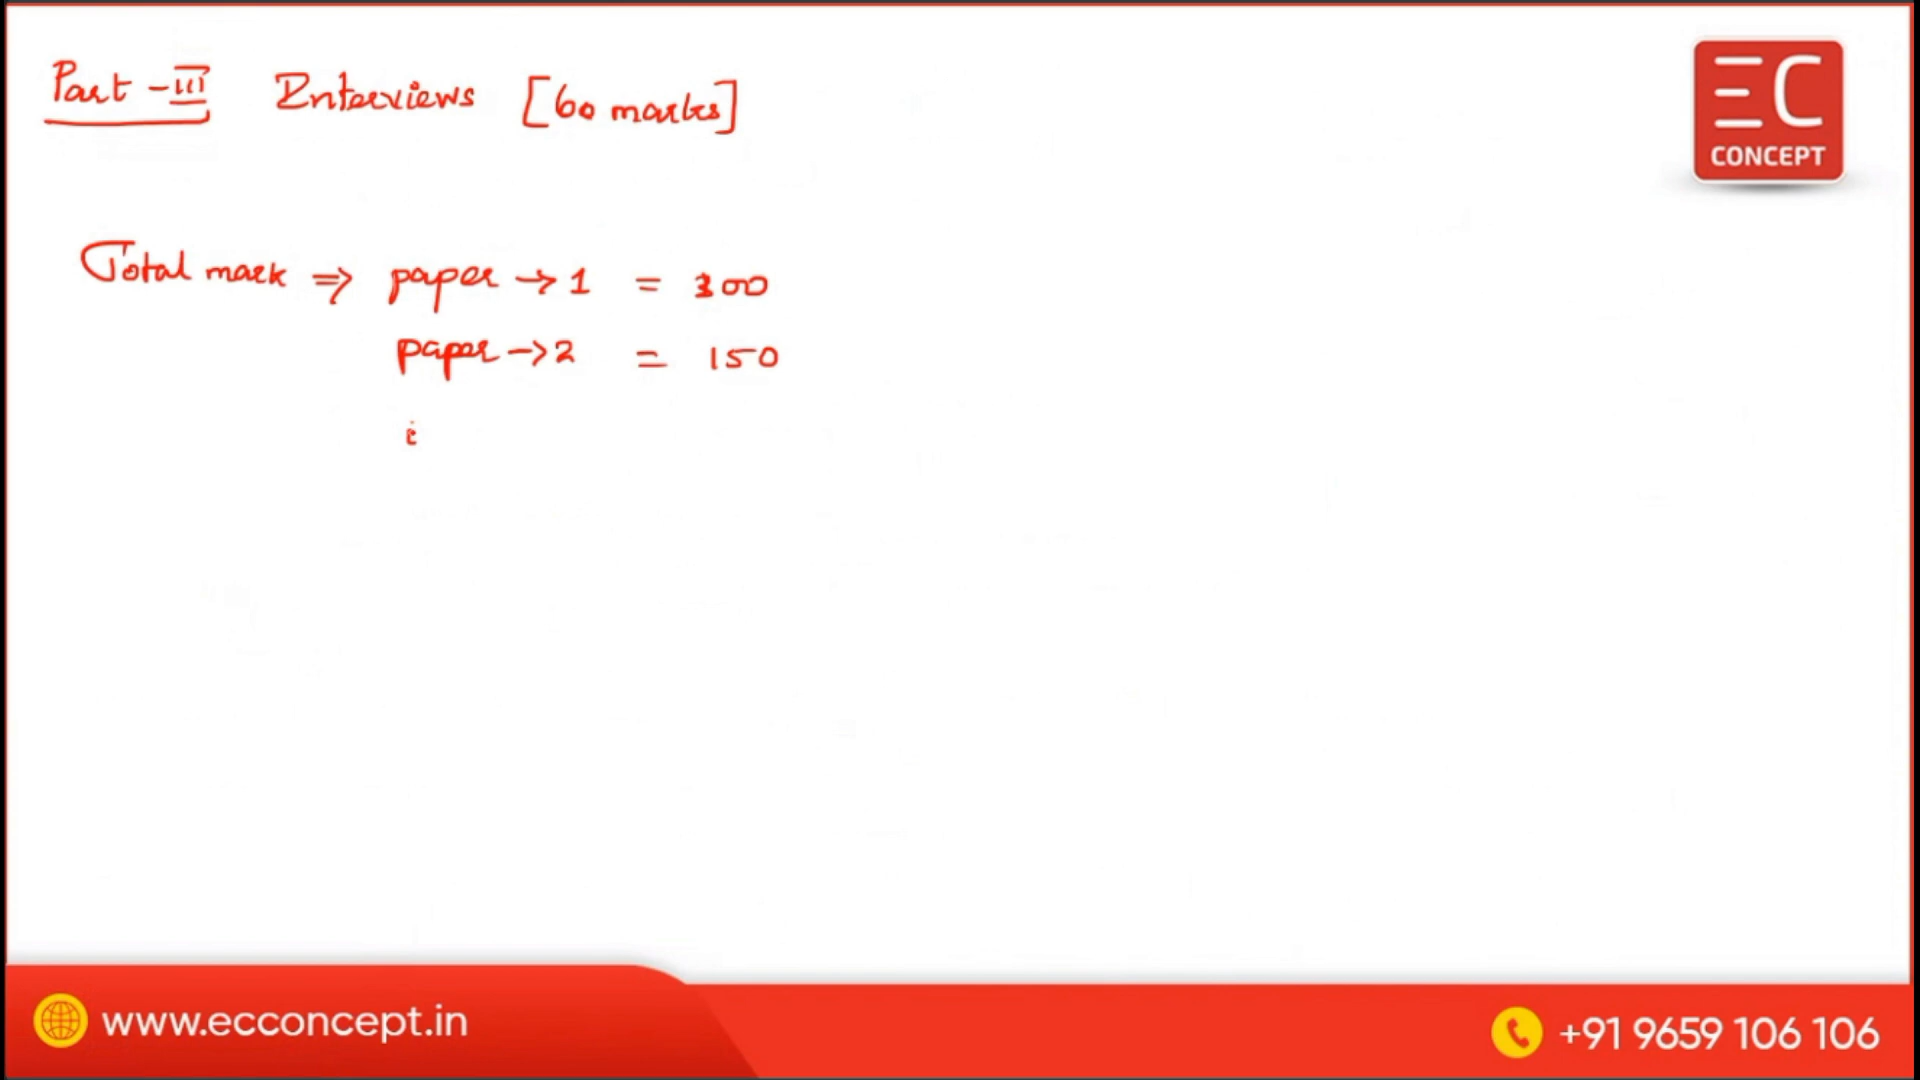 Part - III Interviews [60 marks]
EC
CONCEPT
Total mark ⇒ paper → 1 = 300
paper → 2 = 150
i
www.ecconcept.in
+91 9659 106 106